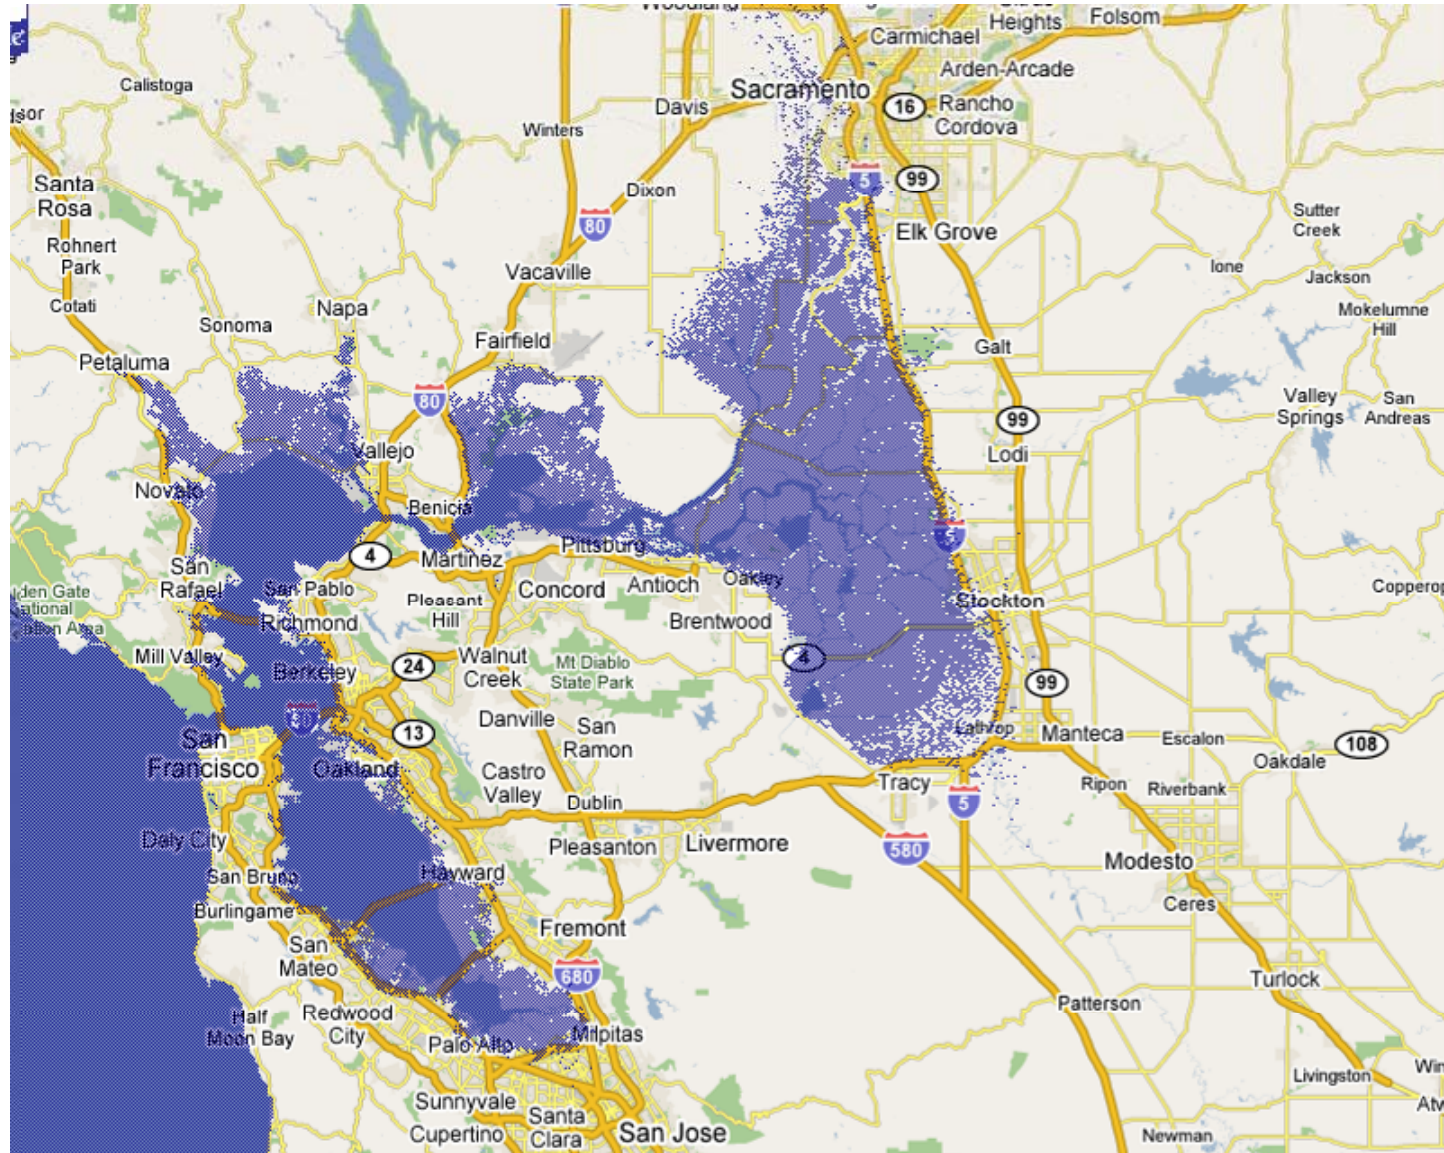 Woodland
Heights
Folsom
Carmichael
Arden-Arcade
Calistoga
Sacramento
Davis
16
Rancho
Cordova
Winters
Santa
Rosa
Dixon
5
99
Sutter
Creek
80
Elk Grove
Rohnert
Park
Vacaville
Ione
Jackson
Cotati
Napa
Sonoma
Mokelumne
Hill
Petaluma
Fairfield
Galt
80
Valley
Springs
San
Andreas
99
Vallejo
Lodi
Novato
Benicia
5
4
Martinez
Pittsburg
San
Rafael
San Pablo
Concord
Antioch
Oakley
Pleasant
Hill
Stockton
Richmond
Brentwood
Mill Valley
Berkeley
24
Walnut
Creek
Mt Diablo
State Park
4
99
80
13
Danville
San
Ramon
Lathrop
Manteca
Escalon
108
San
Francisco
Oakland
Castro
Valley
Oakdale
Tracy
Ripon
Riverbank
Dublin
5
Daly City
Pleasanton
Livermore
580
Modesto
San Bruno
Hayward
Ceres
Burlingame
Fremont
San
Mateo
680
Turlock
Half
Moon Bay
Redwood
City
Patterson
Palo Alto
Milpitas
Livingston
Sunnyvale
Santa
Clara
Cupertino
San Jose
Newman